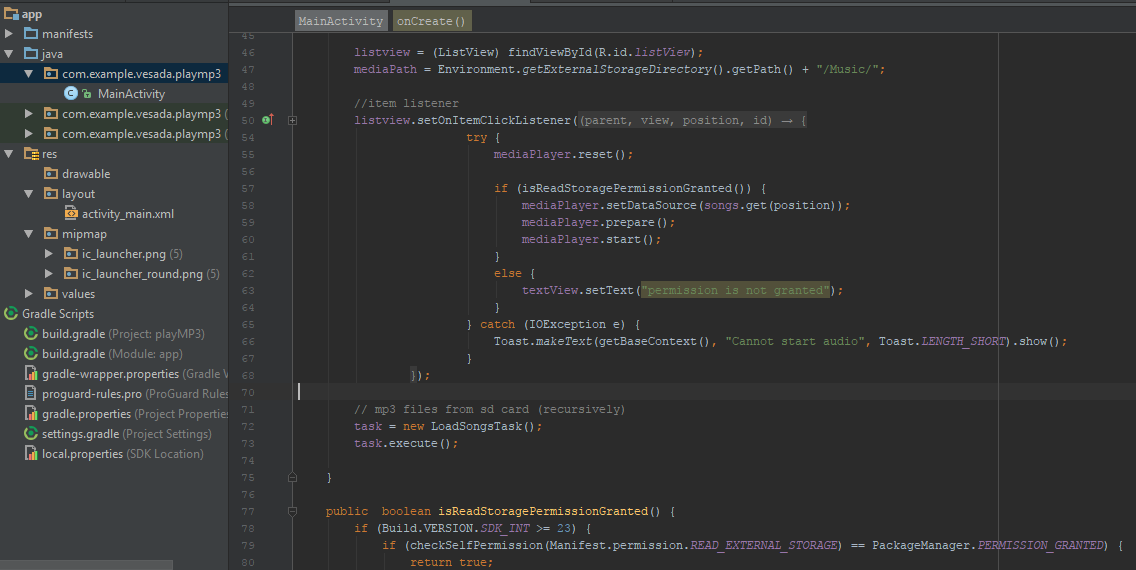 app
manifests
java
com.example.vesada.playmp3
MainActivity
com.example.vesada.playmp3 (
com.example.vesada.playmp3 (
res
drawable
layout
activity_main.xml
mipmap
ic_launcher.png (5)
ic_launcher_round.png (5)
values
Gradle Scripts
build.gradle (Project: playMP3)
build.gradle (Module: app)
gradle-wrapper.properties (Gradle V
proguard-rules.pro (ProGuard Rules
gradle.properties (Project Properties
settings.gradle (Project Settings)
local.properties (SDK Location)
MainActivity onCreate()
45
46 listview = (ListView) findViewById(R.id.listView);
47 mediaPath = Environment.getExternalStorageDirectory().getPath() + "/Music/";
48
49 //item listener
50 listview.setOnItemClickListener((parent, view, position, id) → {
54 try {
55 mediaPlayer.reset();
56
57 if (isReadStoragePermissionGranted()) {
58 mediaPlayer.setDataSource(songs.get(position));
59 mediaPlayer.prepare();
60 mediaPlayer.start();
61 }
62 else {
63 textView.setText("permission is not granted");
64 }
65 } catch (IOException e) {
66 Toast.makeText(getBaseContext(), "Cannot start audio", Toast.LENGTH_SHORT).show();
67 }
68 });
70
71 // mp3 files from sd card (recursively)
72 task = new LoadSongsTask();
73 task.execute();
74
75 }
76
77 public boolean isReadStoragePermissionGranted() {
78 if (Build.VERSION.SDK_INT >= 23) {
79 if (checkSelfPermission(Manifest.permission.READ_EXTERNAL_STORAGE) == PackageManager.PERMISSION_GRANTED) {
80 return true;